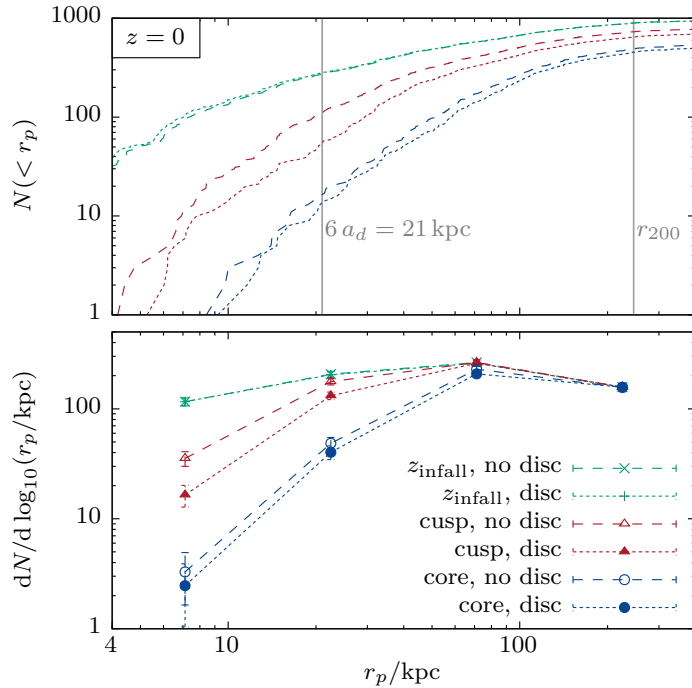 z = 0
1000
100
10
1
N(< r_p)
6 a_d = 21 kpc
r_200
100
10
1
dN/d log_10(r_p/kpc)
z_infall, no disc
z_infall, disc
cusp, no disc
cusp, disc
core, no disc
core, disc
4
10
100
r_p/kpc